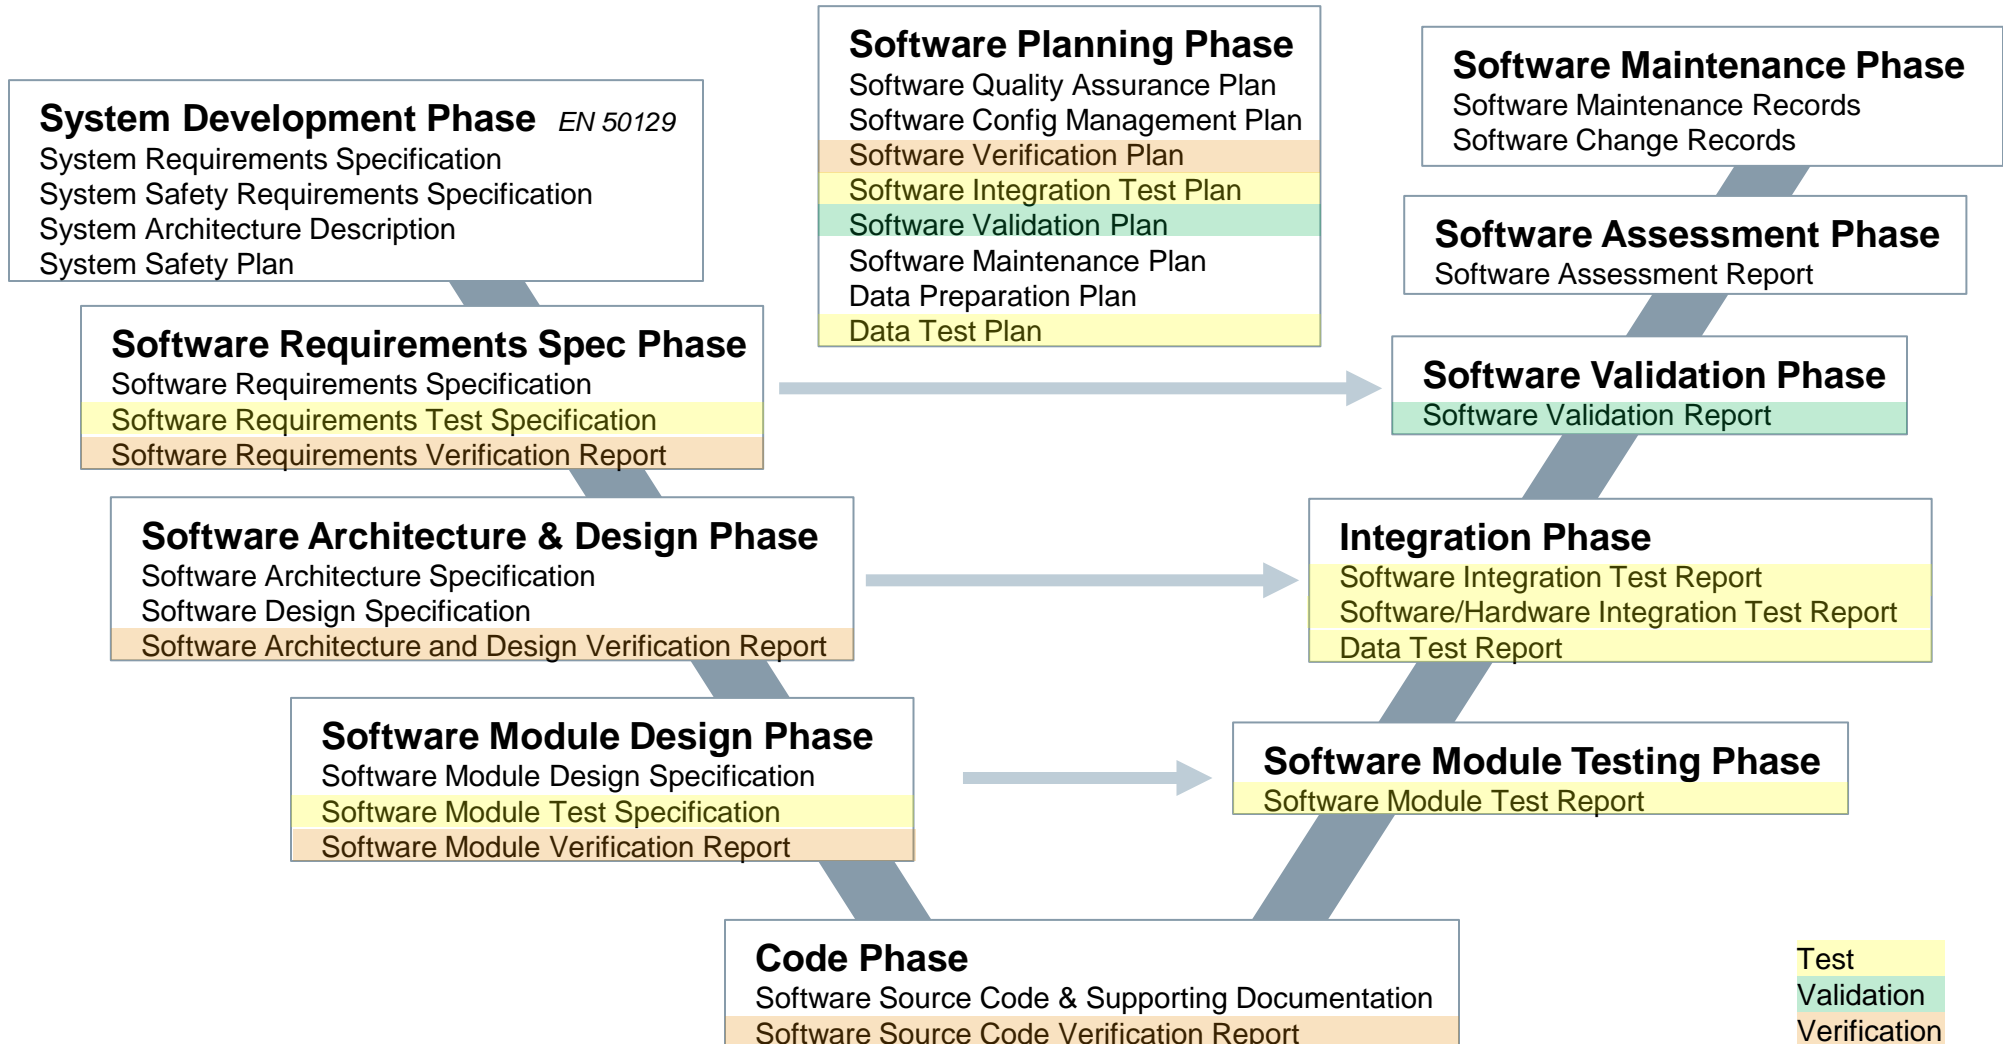 System Development Phase EN 50129
System Requirements Specification
System Safety Requirements Specification
System Architecture Description
System Safety Plan
Software Planning Phase
Software Quality Assurance Plan
Software Config Management Plan
Software Verification Plan
Software Integration Test Plan
Software Validation Plan
Software Maintenance Plan
Data Preparation Plan
Data Test Plan
Software Maintenance Phase
Software Maintenance Records
Software Change Records
Software Assessment Phase
Software Assessment Report
Software Requirements Spec Phase
Software Requirements Specification
Software Requirements Test Specification
Software Requirements Verification Report
Software Validation Phase
Software Validation Report
Software Architecture & Design Phase
Software Architecture Specification
Software Design Specification
Software Architecture and Design Verification Report
Integration Phase
Software Integration Test Report
Software/Hardware Integration Test Report
Data Test Report
Software Module Design Phase
Software Module Design Specification
Software Module Test Specification
Software Module Verification Report
Software Module Testing Phase
Software Module Test Report
Code Phase
Software Source Code & Supporting Documentation
Software Source Code Verification Report
Test
Validation
Verification